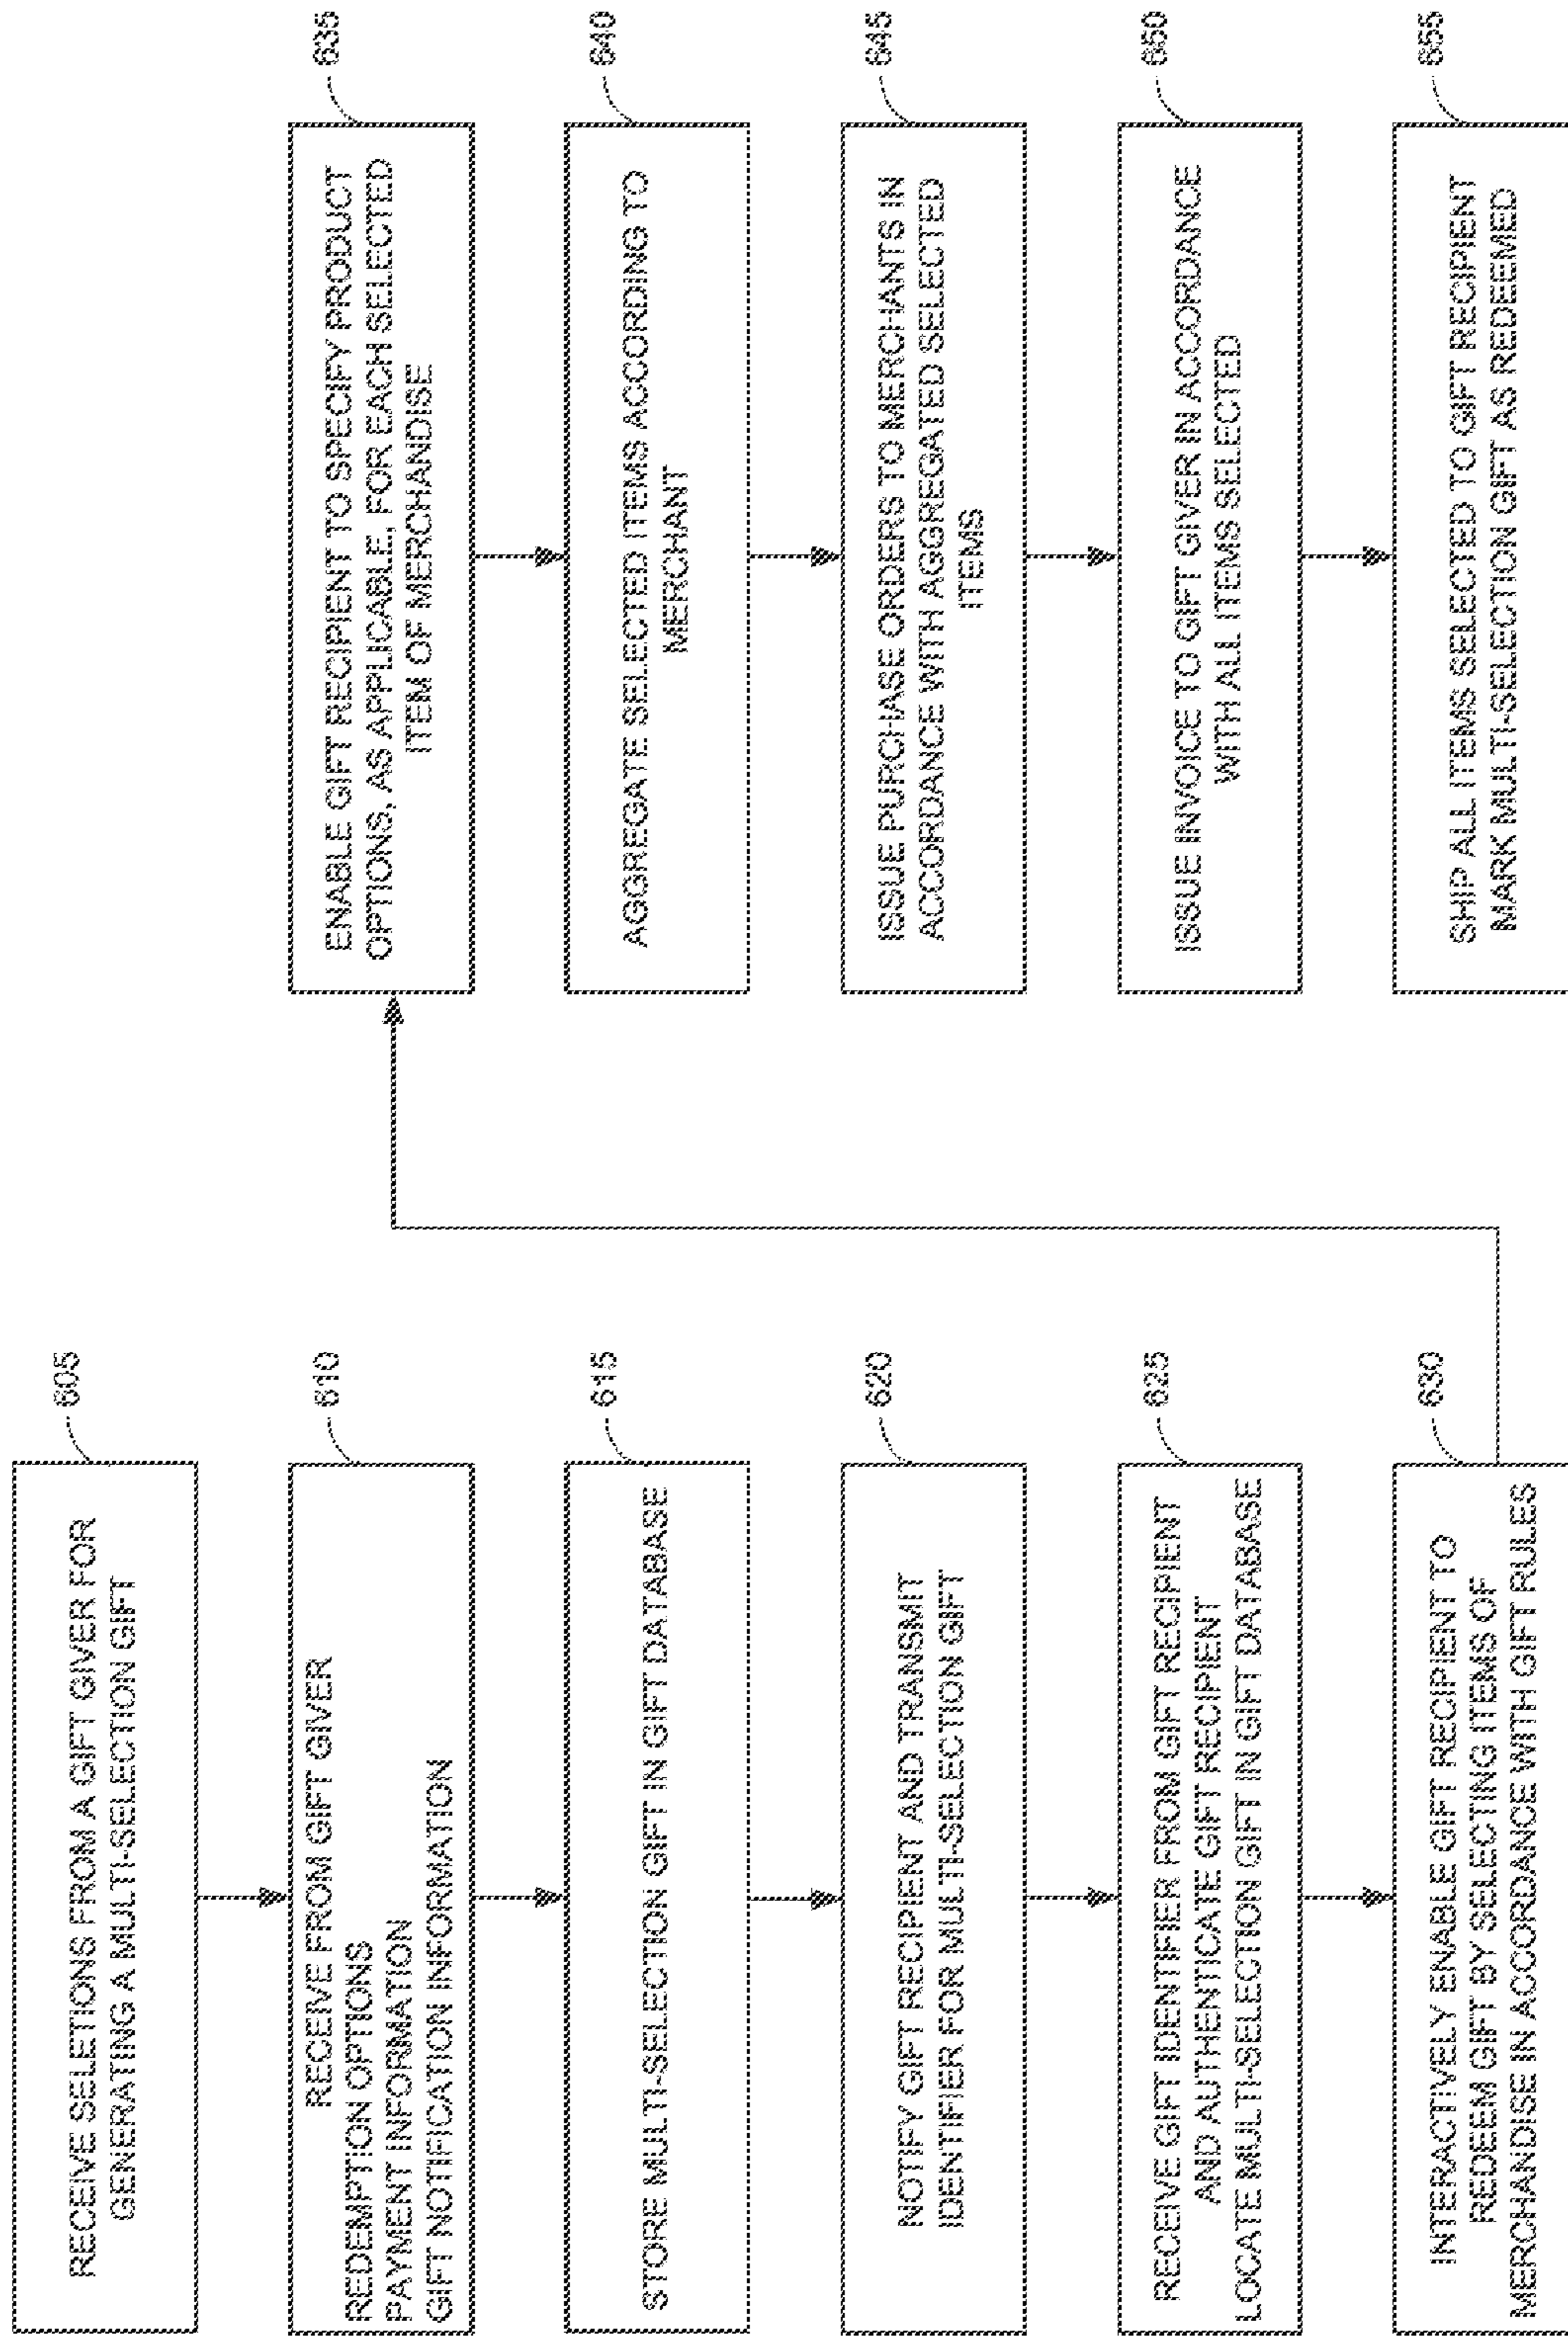 RECEIVE SELETIONS FROM A GIFT GIVER FOR
GENERATING A MULTI-SELECTION GIFT
605
RECEIVE FROM GIFT GIVER
REDEMPTION OPTIONS
PAYMENT INFORMATION
GIFT NOTIFICATION INFORMATION
610
STORE MULTI-SELECTION GIFT IN GIFT DATABASE
615
NOTIFY GIFT RECIPIENT AND TRANSMIT
IDENTIFIER FOR MULTI-SELECTION GIFT
620
RECEIVE GIFT IDENTIFIER FROM GIFT RECIPIENT
AND AUTHENTICATE GIFT RECIPIENT
LOCATE MULTI-SELECTION GIFT IN GIFT DATABASE
625
INTERACTIVELY ENABLE GIFT RECIPIENT TO
REDEEM GIFT BY SELECTING ITEMS OF
MERCHANDISE IN ACCORDANCE WITH GIFT RULES
630
ENABLE GIFT RECIPIENT TO SPECIFY PRODUCT
OPTIONS, AS APPLICABLE, FOR EACH SELECTED
ITEM OF MERCHANDISE
635
AGGREGATE SELECTED ITEMS ACCORDING TO
MERCHANT
640
ISSUE PURCHASE ORDERS TO MERCHANTS IN
ACCORDANCE WITH AGGREGATED SELECTED
ITEMS
645
ISSUE INVOICE TO GIFT GIVER IN ACCORDANCE
WITH ALL ITEMS SELECTED
650
SHIP ALL ITEMS SELECTED TO GIFT RECIPIENT
MARK MULTI-SELECTION GIFT AS REDEEMED
655